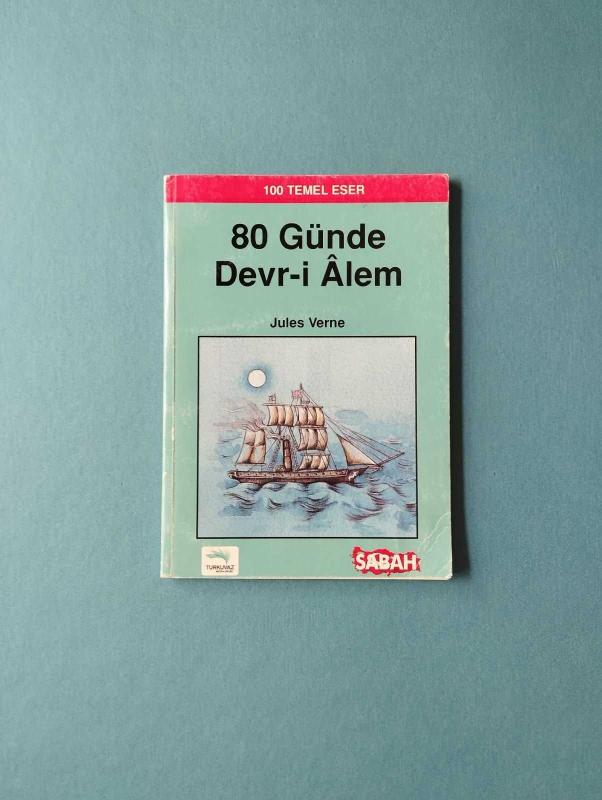 100 TEMEL ESER
80 Günde
Devr-i Âlem
Jules Verne
TURKUVAZ
SABAH